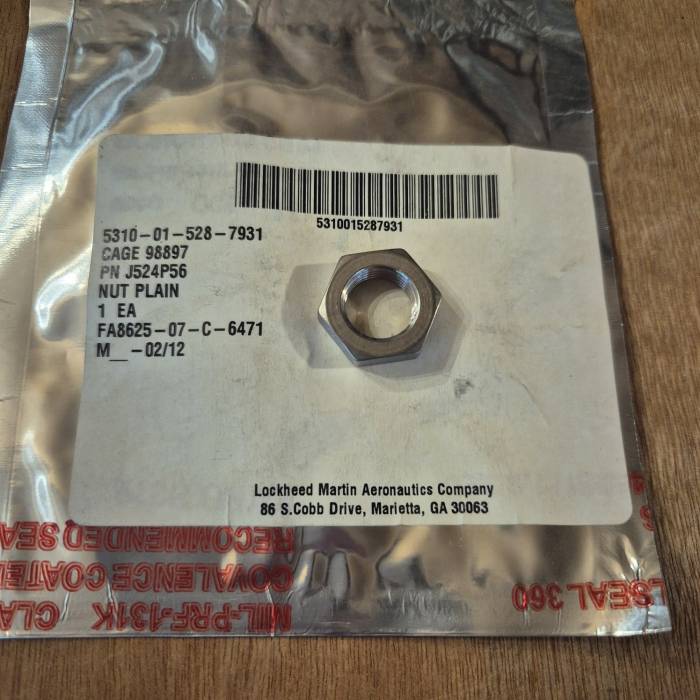 5310015287931
5310-01-528-7931
CAGE 98897
PN J524P56
NUT PLAIN
1 EA
FA8625-07-C-6471
M__-02/12
Lockheed Martin Aeronautics Company
86 S.Cobb Drive, Marietta, GA 30063
RECOMMENDED SEA
COVALENCE COATE
MIL-PRF-131K CLA
LSEAL 360